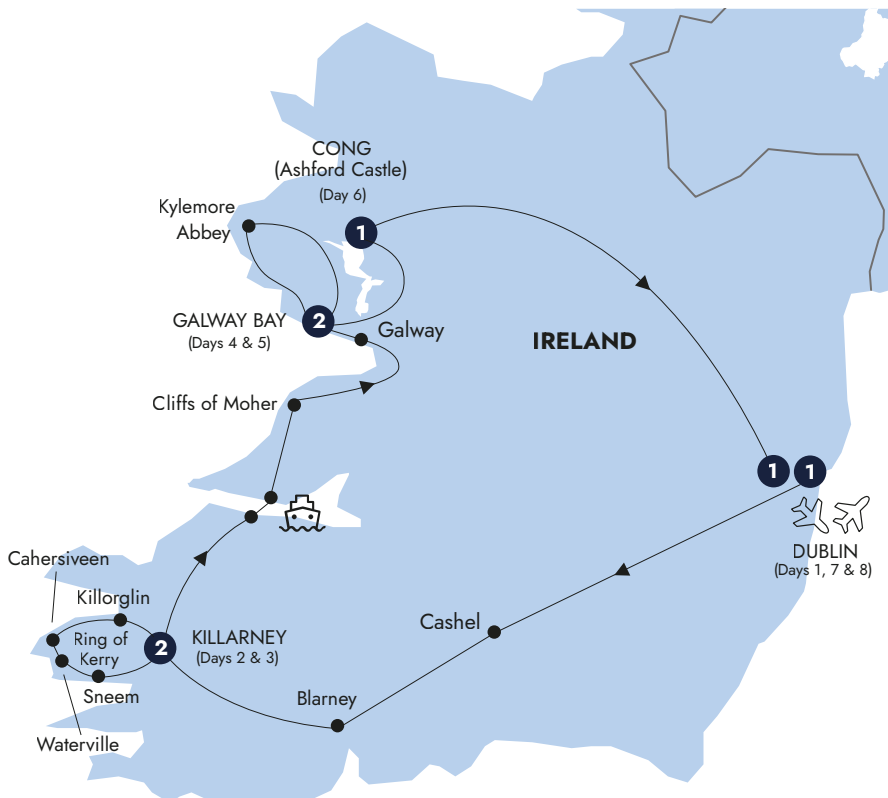 CONG
(Ashford Castle)
(Day 6)
1
Kylemore
Abbey
GALWAY BAY
(Days 4 & 5)
2
Galway
IRELAND
Cliffs of Moher
1
1
DUBLIN
(Days 1, 7 & 8)
Cahersiveen
Killorglin
Ring of
Kerry
2
KILLARNEY
(Days 2 & 3)
Cashel
Sneem
Blarney
Waterville